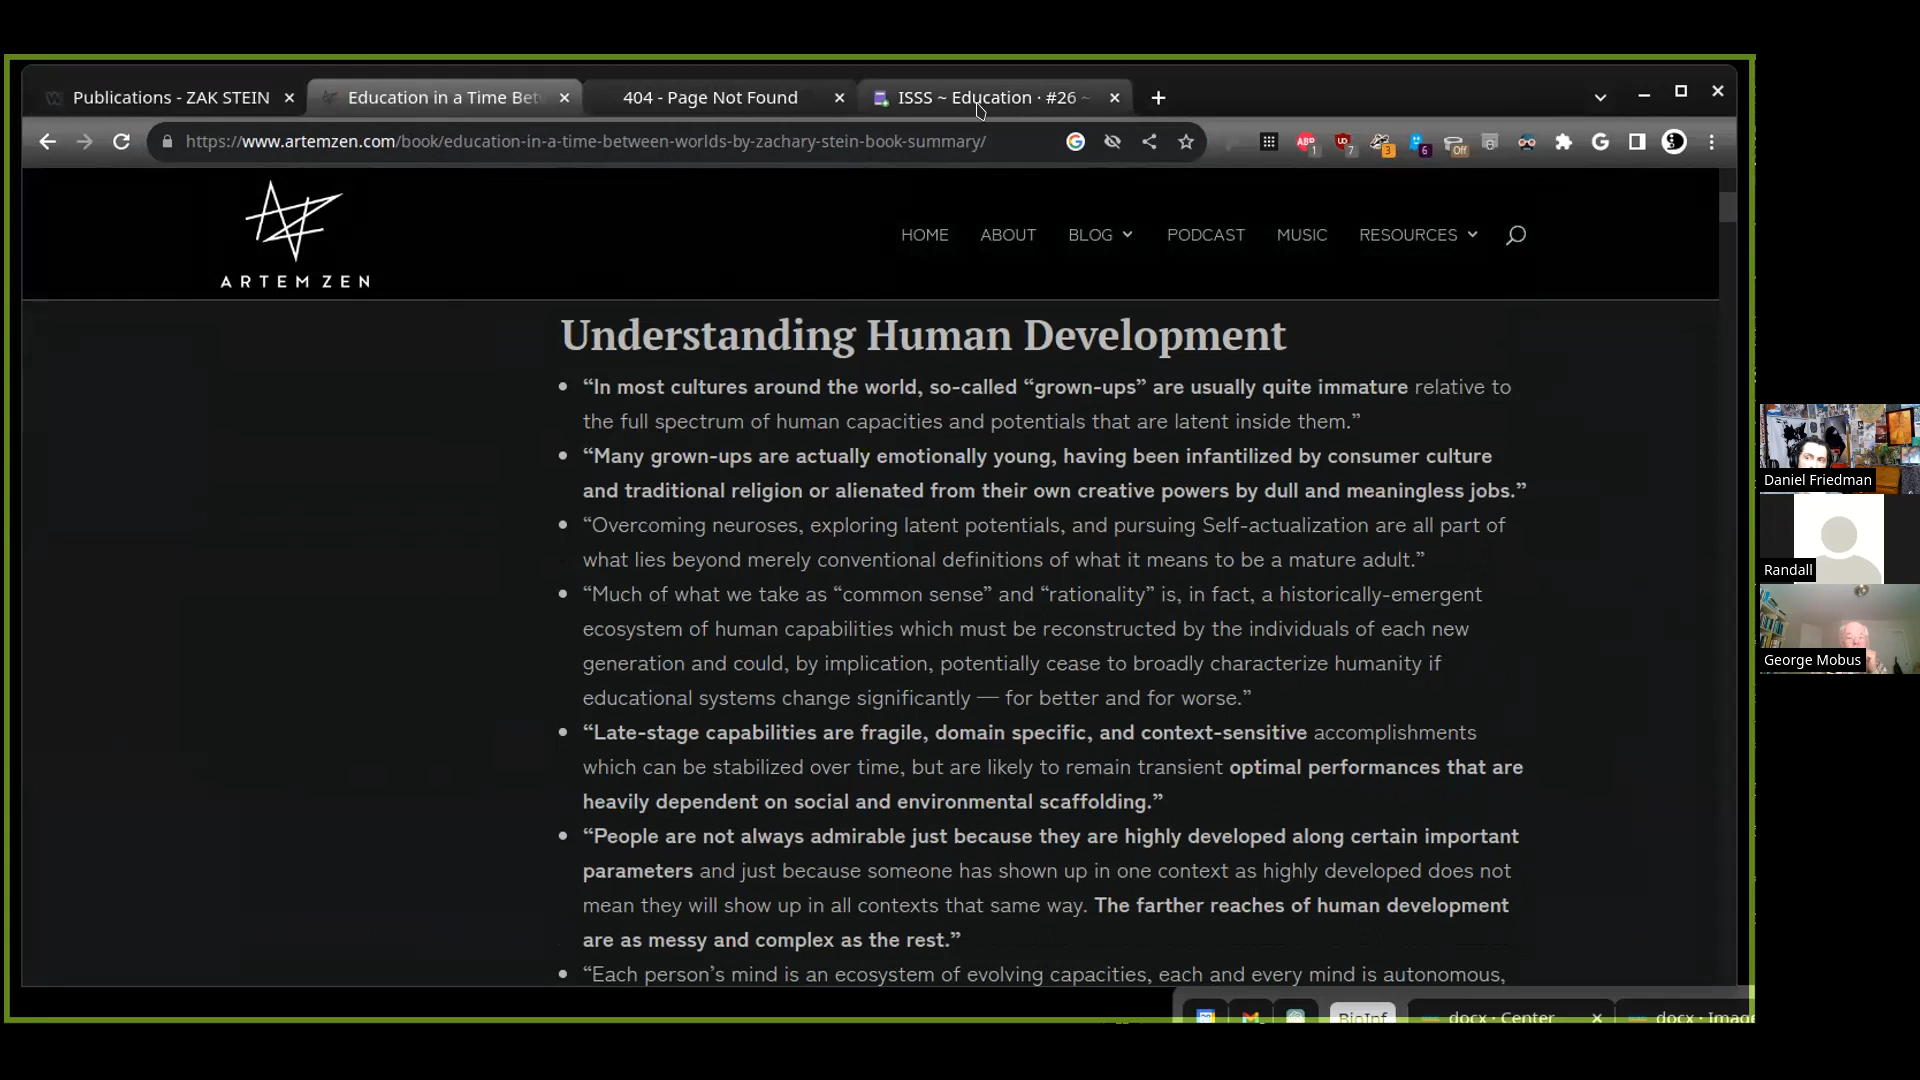 Publications - ZAK STEIN
Education in a Time Bet
404 - Page Not Found
ISSS ~ Education · #26 ~
https://www.artemzen.com/book/education-in-a-time-between-worlds-by-zachary-stein-book-summary/
ABP
1
7
3
6
Off
ARTEM ZEN
HOME
ABOUT
BLOG
PODCAST
MUSIC
RESOURCES
Understanding Human Development
“In most cultures around the world, so-called “grown-ups” are usually quite immature relative to
the full spectrum of human capacities and potentials that are latent inside them.”
“Many grown-ups are actually emotionally young, having been infantilized by consumer culture
and traditional religion or alienated from their own creative powers by dull and meaningless jobs.”
“Overcoming neuroses, exploring latent potentials, and pursuing Self-actualization are all part of
what lies beyond merely conventional definitions of what it means to be a mature adult.”
“Much of what we take as “common sense” and “rationality” is, in fact, a historically-emergent
ecosystem of human capabilities which must be reconstructed by the individuals of each new
generation and could, by implication, potentially cease to broadly characterize humanity if
educational systems change significantly — for better and for worse.”
“Late-stage capabilities are fragile, domain specific, and context-sensitive accomplishments
which can be stabilized over time, but are likely to remain transient optimal performances that are
heavily dependent on social and environmental scaffolding.”
“People are not always admirable just because they are highly developed along certain important
parameters and just because someone has shown up in one context as highly developed does not
mean they will show up in all contexts that same way. The farther reaches of human development
are as messy and complex as the rest.”
“Each person’s mind is an ecosystem of evolving capacities, each and every mind is autonomous,
Daniel Friedman
Randall
George Mobus
BioInf
docx · Center
docx · Imag